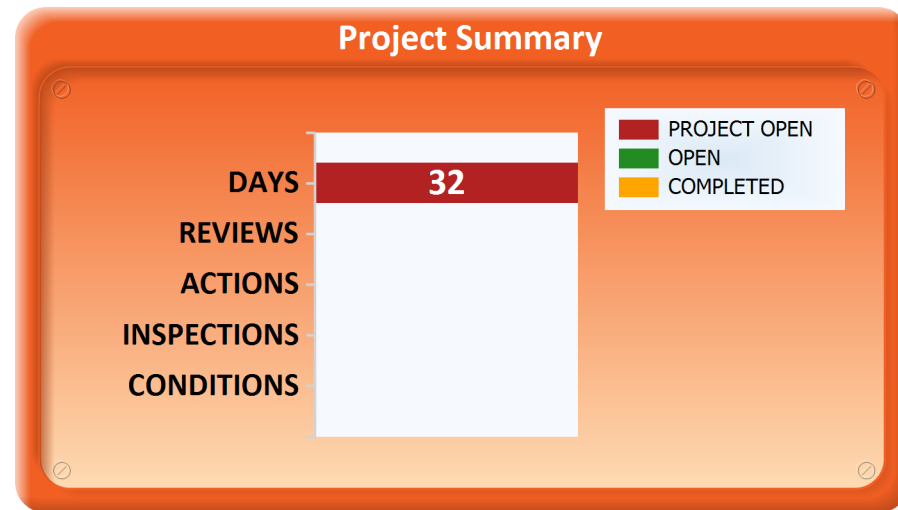 Project Summary
DAYS
32
REVIEWS
ACTIONS
INSPECTIONS
CONDITIONS
PROJECT OPEN
OPEN
COMPLETED